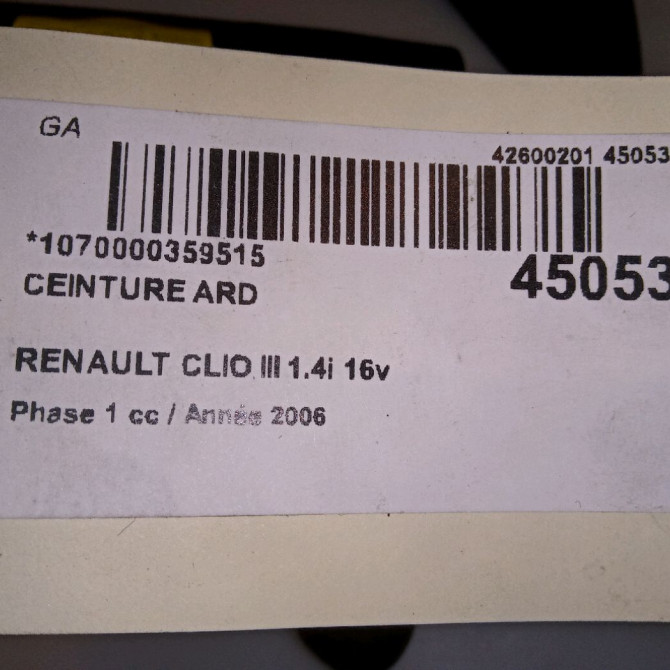 GA
42600201 45053
*1070000359515
45053
CEINTURE ARD
RENAULT CLIO III 1.4i 16v
Phase 1 cc / Année 2006